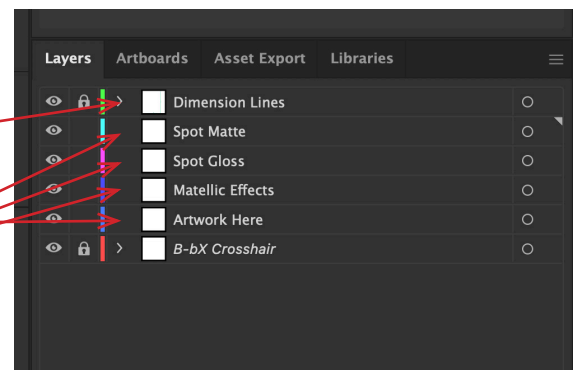 Layers Artboards Asset Export Libraries
Dimension Lines
Spot Matte
Spot Gloss
Matellic Effects
Artwork Here
B-bX Crosshair